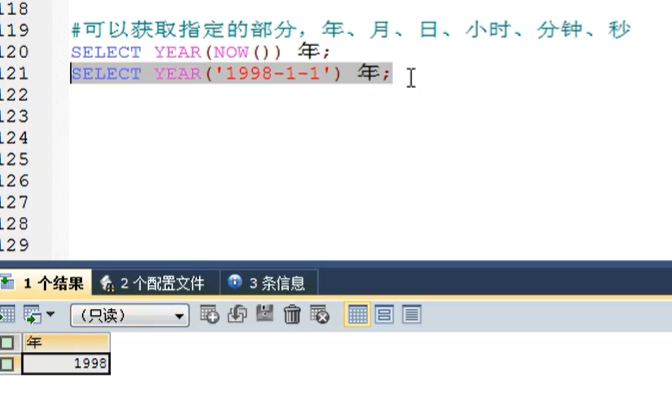 118
119 #可以获取指定的部分，年、月、日、小时、分钟、秒
120 SELECT YEAR(NOW()) 年;
121 SELECT YEAR('1998-1-1') 年;
122
123
124
125
126
127
128
129
1 个结果 2 个配置文件 3 条信息
（只读）
年
1998